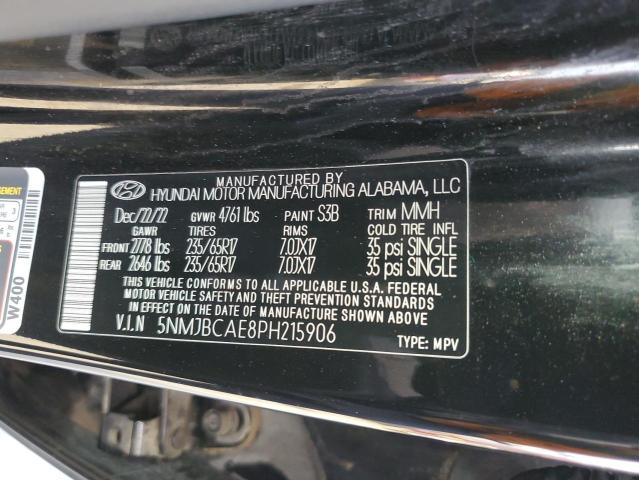 MANUFACTURED BY
HYUNDAI MOTOR MANUFACTURING ALABAMA, LLC
Dec/22/22 GVWR 4761 lbs PAINT S3B TRIM MMH
GAWR TIRES RIMS COLD TIRE INFL
FRONT 2778 lbs 235/65R17 7.0JX17 35 psi SINGLE
REAR 2646 lbs 235/65R17 7.0JX17 35 psi SINGLE
THIS VEHICLE CONFORMS TO ALL APPLICABLE U.S.A. FEDERAL
MOTOR VEHICLE SAFETY AND THEFT PREVENTION STANDARDS
IN EFFECT ON THE DATE OF MANUFACTURE SHOWN ABOVE.
V.I.N 5NMJBCAE8PH215906
TYPE: MPV
W400